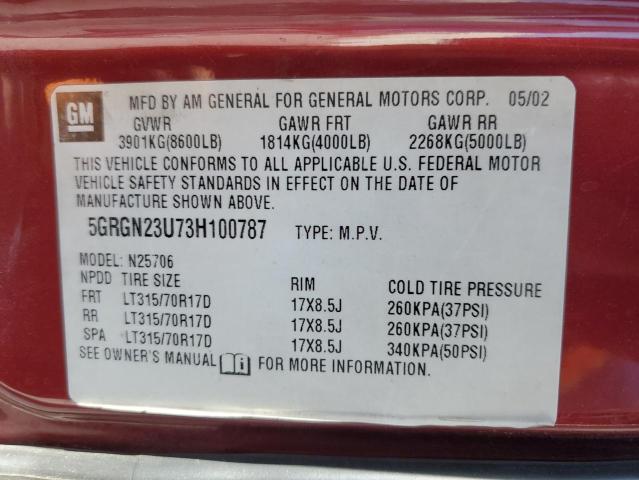 GM MFD BY AM GENERAL FOR GENERAL MOTORS CORP. 05/02
GVWR GAWR FRT GAWR RR
3901KG(8600LB) 1814KG(4000LB) 2268KG(5000LB)
THIS VEHICLE CONFORMS TO ALL APPLICABLE U.S. FEDERAL MOTOR
VEHICLE SAFETY STANDARDS IN EFFECT ON THE DATE OF
MANUFACTURE SHOWN ABOVE.
5GRGN23U73H100787 TYPE: M.P.V.
MODEL: N25706
NPDD TIRE SIZE RIM COLD TIRE PRESSURE
FRT LT315/70R17D 17X8.5J 260KPA(37PSI)
RR LT315/70R17D 17X8.5J 260KPA(37PSI)
SPA LT315/70R17D 17X8.5J 340KPA(50PSI)
SEE OWNER'S MANUAL i FOR MORE INFORMATION.